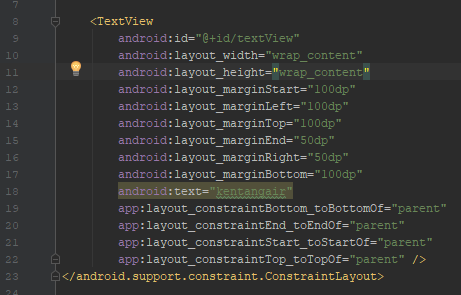 7
8 <TextView
9 android:id="@+id/textView"
10 android:layout_width="wrap_content"
11 android:layout_height="wrap_content"
12 android:layout_marginStart="100dp"
13 android:layout_marginLeft="100dp"
14 android:layout_marginTop="100dp"
15 android:layout_marginEnd="50dp"
16 android:layout_marginRight="50dp"
17 android:layout_marginBottom="100dp"
18 android:text="kentangair"
19 app:layout_constraintBottom_toBottomOf="parent"
20 app:layout_constraintEnd_toEndOf="parent"
21 app:layout_constraintStart_toStartOf="parent"
22 app:layout_constraintTop_toTopOf="parent" />
23 </android.support.constraint.ConstraintLayout>
24